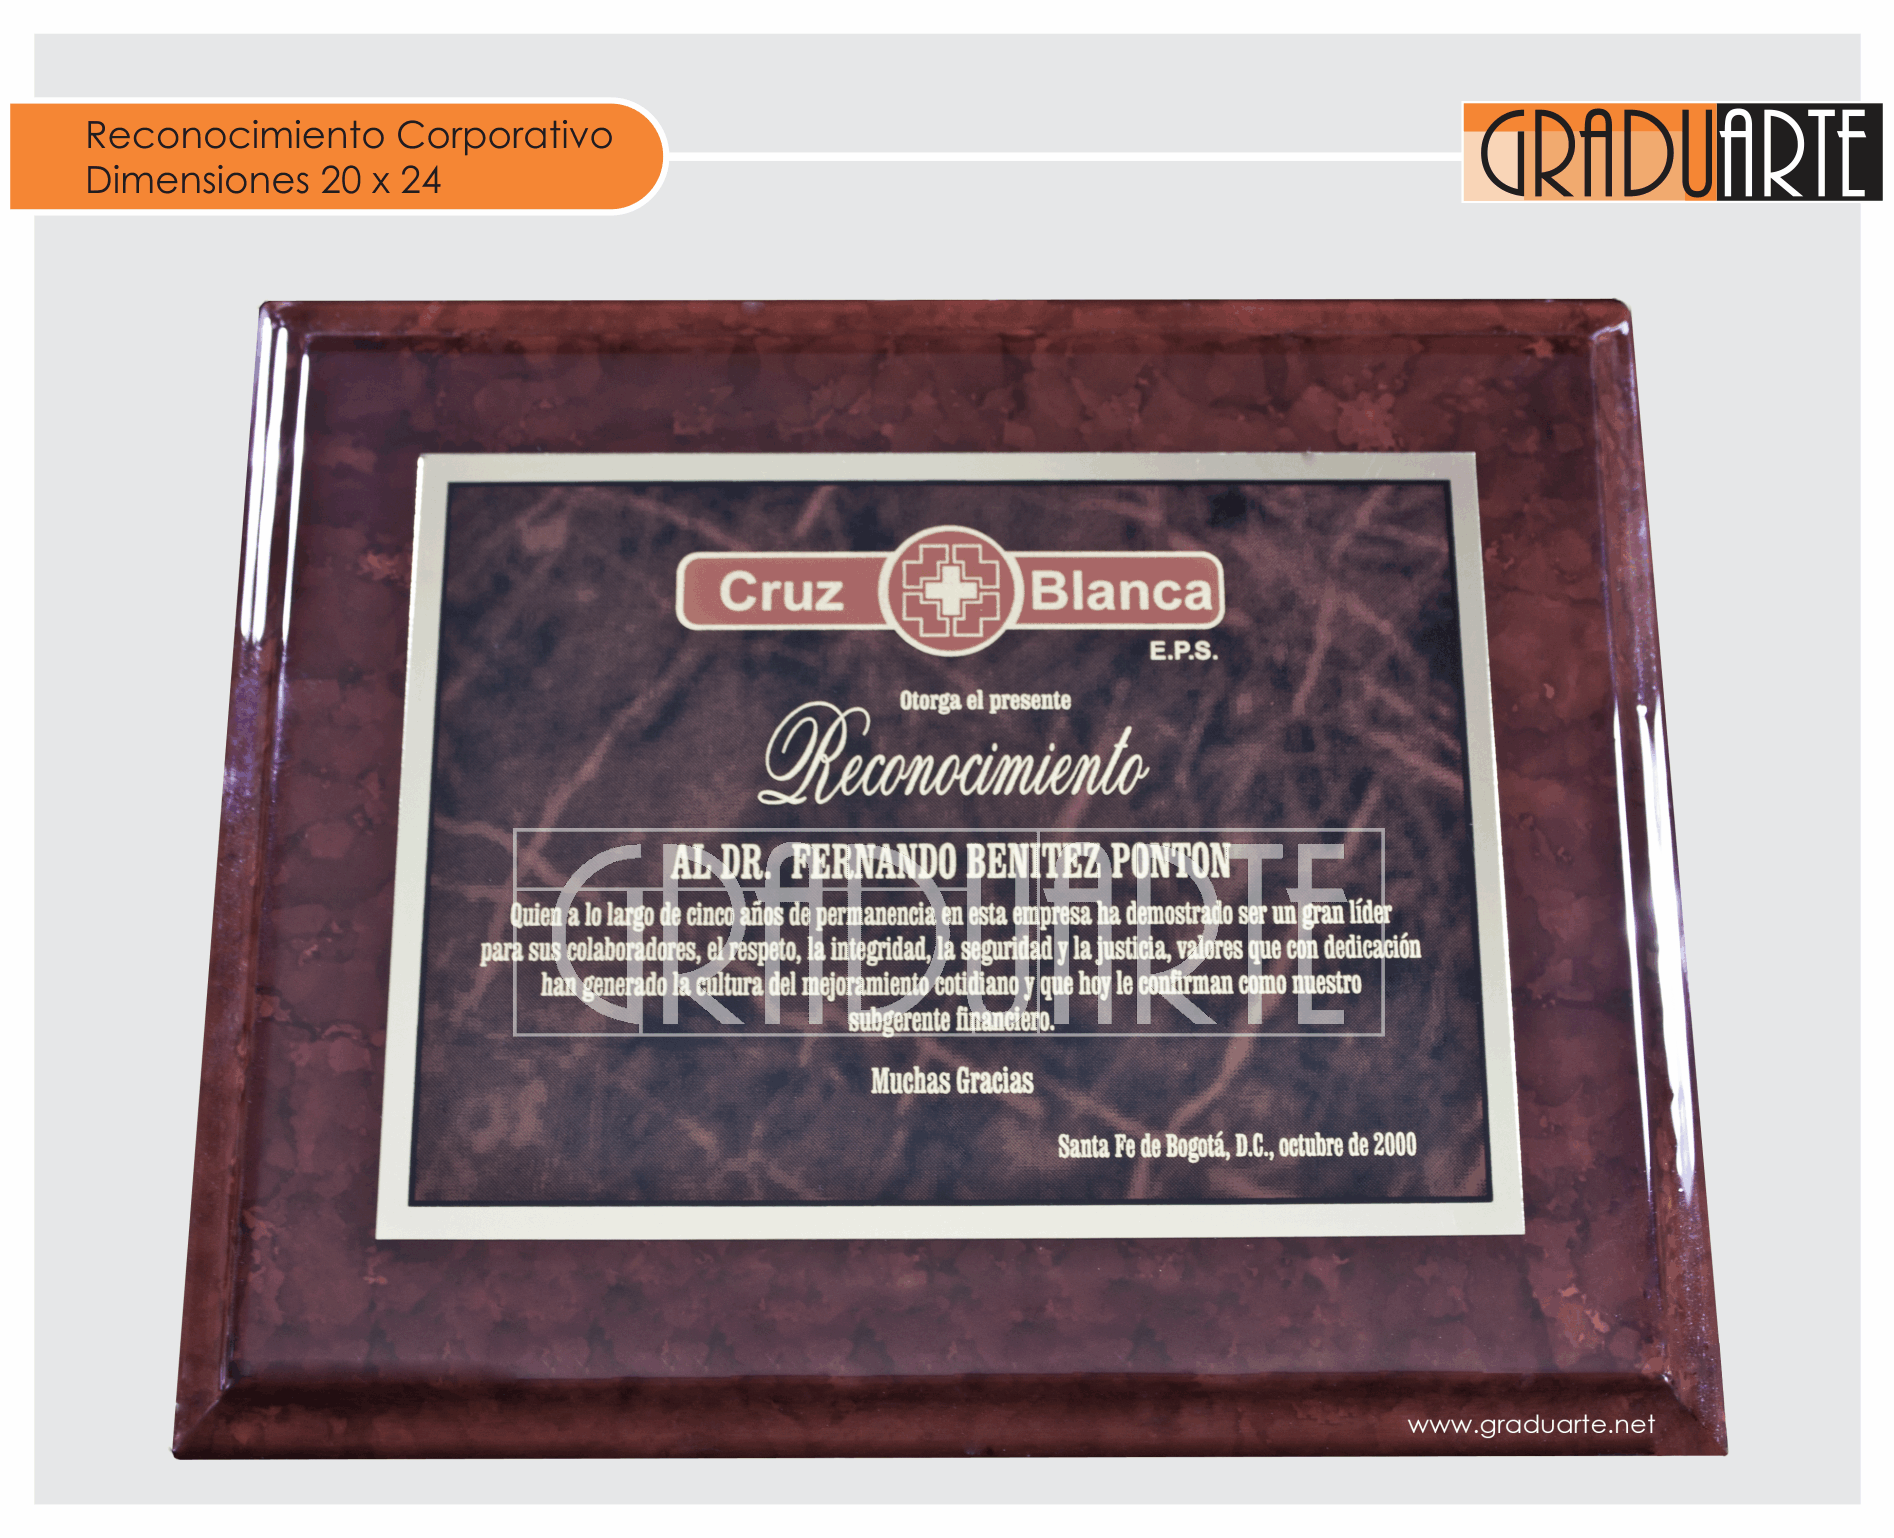 Reconocimiento Corporativo
Dimensiones 20 x 24
GRADUARTE
Cruz Blanca
E.P.S.
Otorga el presente
Reconocimiento
AL DR. FERNANDO BENITEZ PONTON
Quien a lo largo de cinco años de permanencia en esta empresa ha demostrado ser un gran líder
para sus colaboradores, el respeto, la integridad, la seguridad y la justicia, valores que con dedicación
han generado la cultura del mejoramiento cotidiano y que hoy le confirman como nuestro
subgerente financiero.
GRADUARTE
Muchas Gracias
Santa Fe de Bogotá, D.C., octubre de 2000
www.graduarte.net